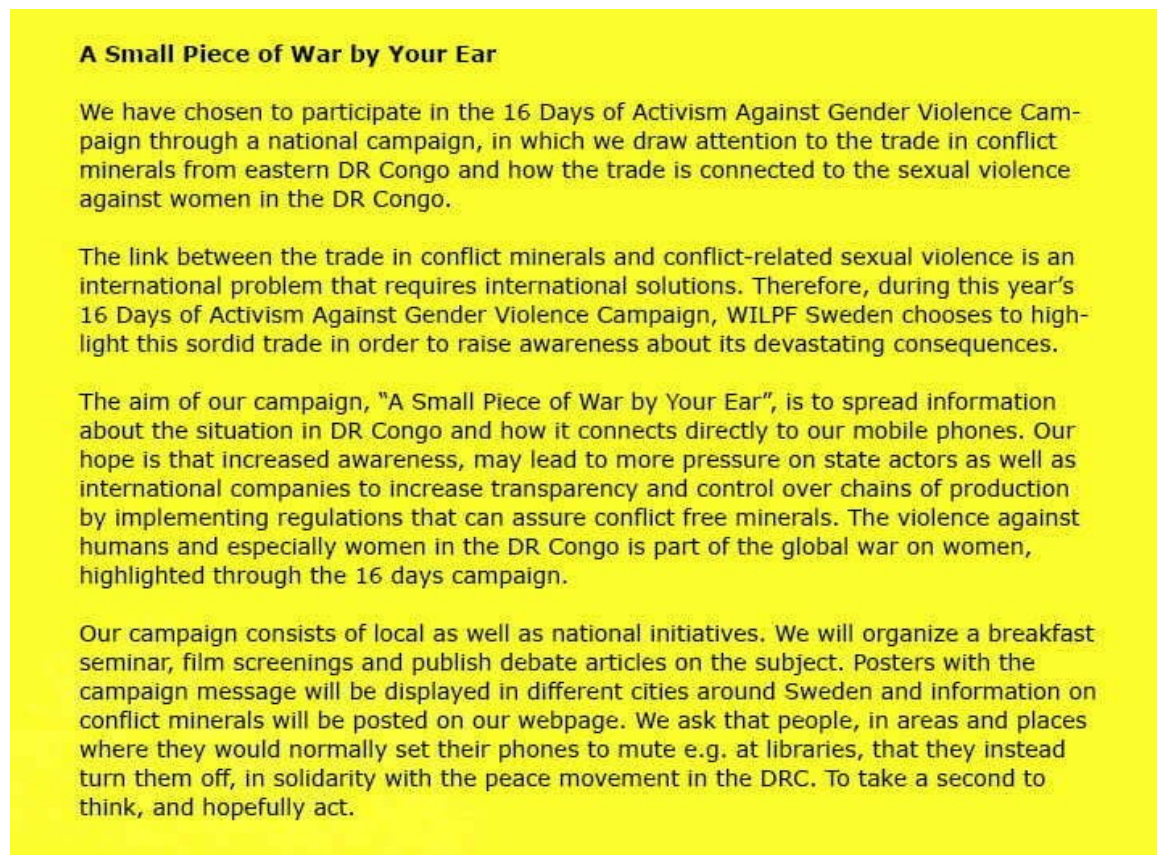 A Small Piece of War by Your Ear
We have chosen to participate in the 16 Days of Activism Against Gender Violence Cam-
paign through a national campaign, in which we draw attention to the trade in conflict
minerals from eastern DR Congo and how the trade is connected to the sexual violence
against women in the DR Congo.
The link between the trade in conflict minerals and conflict-related sexual violence is an
international problem that requires international solutions. Therefore, during this year’s
16 Days of Activism Against Gender Violence Campaign, WILPF Sweden chooses to high-
light this sordid trade in order to raise awareness about its devastating consequences.
The aim of our campaign, “A Small Piece of War by Your Ear”, is to spread information
about the situation in DR Congo and how it connects directly to our mobile phones. Our
hope is that increased awareness, may lead to more pressure on state actors as well as
international companies to increase transparency and control over chains of production
by implementing regulations that can assure conflict free minerals. The violence against
humans and especially women in the DR Congo is part of the global war on women,
highlighted through the 16 days campaign.
Our campaign consists of local as well as national initiatives. We will organize a breakfast
seminar, film screenings and publish debate articles on the subject. Posters with the
campaign message will be displayed in different cities around Sweden and information on
conflict minerals will be posted on our webpage. We ask that people, in areas and places
where they would normally set their phones to mute e.g. at libraries, that they instead
turn them off, in solidarity with the peace movement in the DRC. To take a second to
think, and hopefully act.